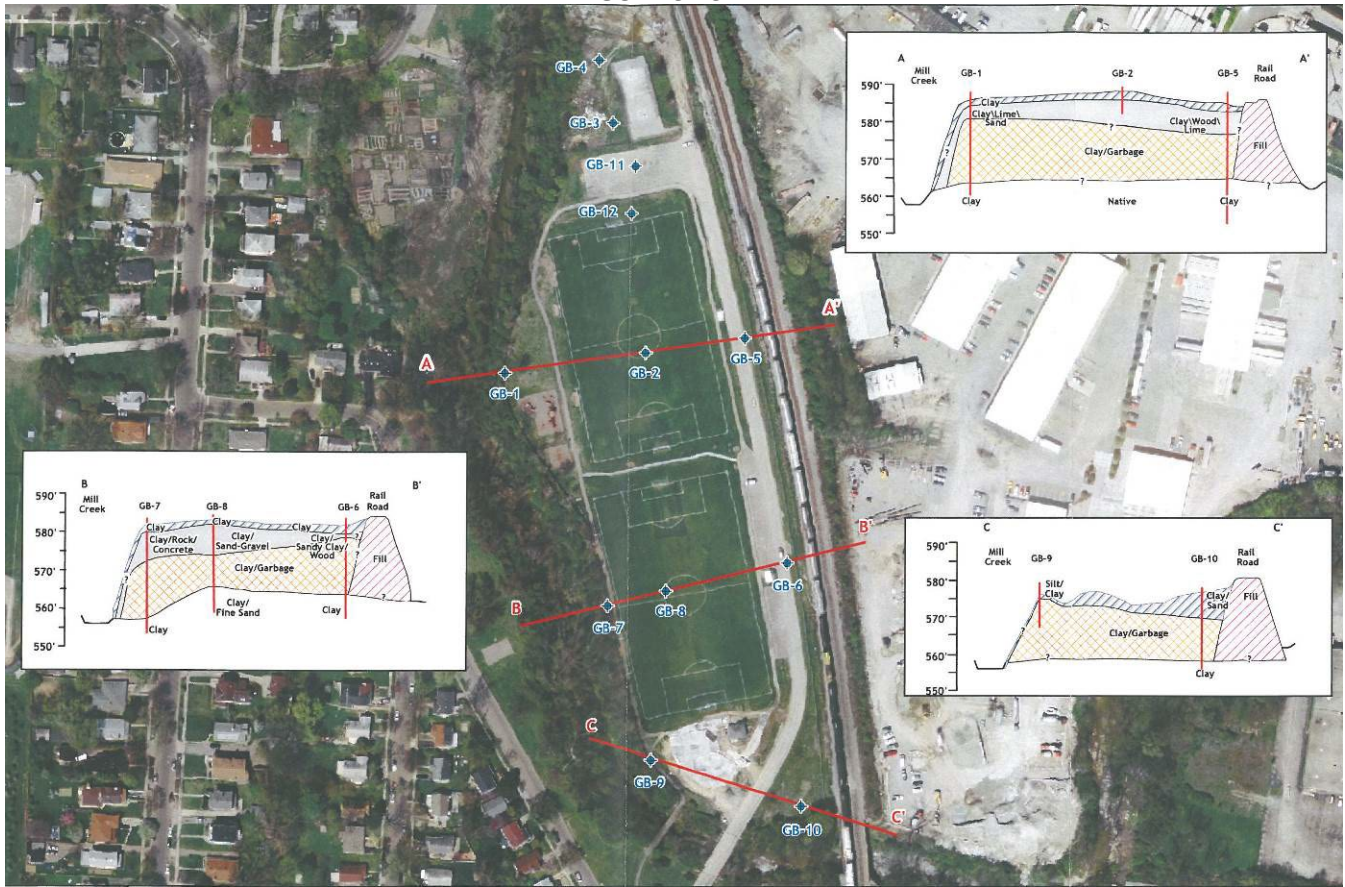 GB-4
GB-3
GB-11
GB-12
A
A'
GB-1
GB-2
GB-5
B
B'
GB-7
GB-8
GB-6
C
C'
GB-9
GB-10
A
A'
Mill
Creek
GB-1
GB-2
GB-5
Rail
Road
590'
580'
570'
560'
550'
Clay
Clay\Lime\
Sand
Clay\Wood\
Lime
?
?
?
?
Clay/Garbage
Fill
?
?
Clay
Native
Clay
B
B'
Mill
Creek
GB-7
GB-8
GB-6
Rail
Road
590'
580'
570'
560'
550'
Clay
Clay
Clay
Clay/Rock/
Concrete
Clay/
Sand-Gravel
Clay/
Sandy Clay/
Wood
?
?
?
Clay/Garbage
Fill
?
Clay
Clay/
Fine Sand
Clay
C
C'
Mill
Creek
GB-9
GB-10
Rail
Road
590'
580'
570'
560'
550'
Silt/
Clay
Clay/
Sand
Fill
?
Clay/Garbage
?
?
Clay